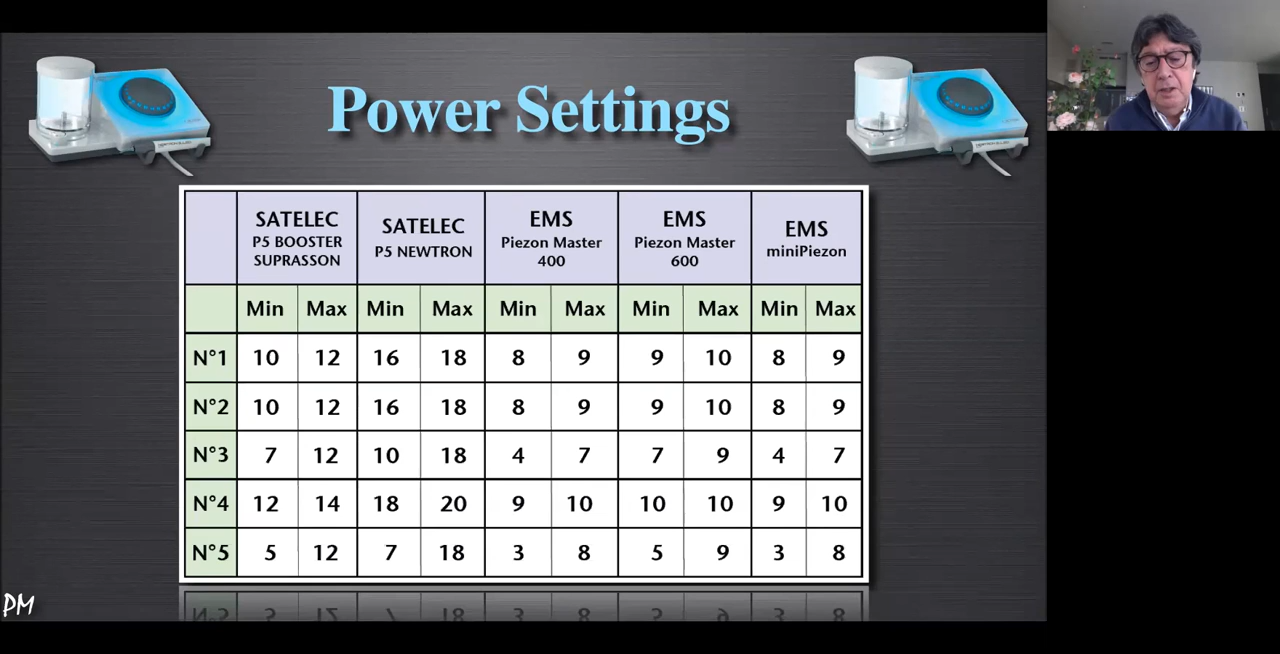 Power Settings
SATELEC SATELEC EMS EMS EMS
P5 BOOSTER P5 NEWTRON Piezon Master Piezon Master miniPiezon
SUPRASSON 400 600
Min Max Min Max Min Max Min Max Min Max
N°1 10 12 16 18 8 9 9 10 8 9
N°2 10 12 16 18 8 9 9 10 8 9
N°3 7 12 10 18 4 7 7 9 4 7
N°4 12 14 18 20 9 10 10 10 9 10
N°5 5 12 7 18 3 8 5 9 3 8
PM